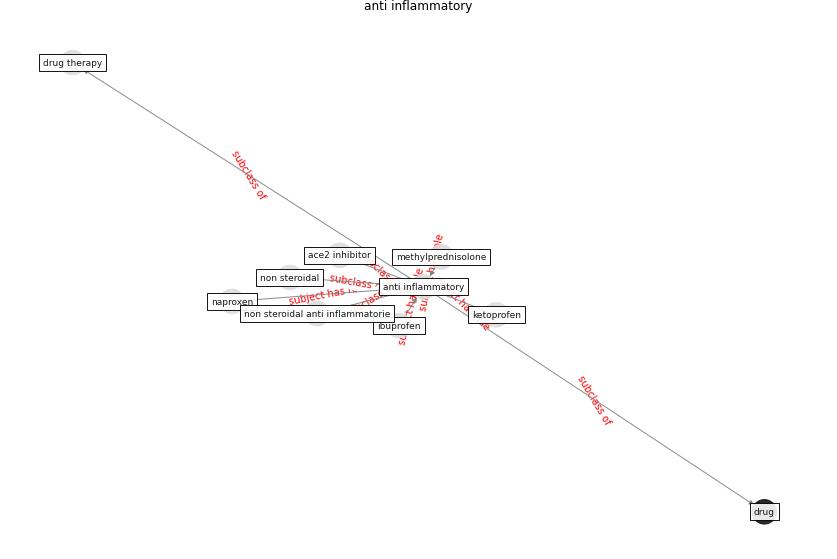 anti inflammatory
drug therapy
subclass of
ace2 inhibitor
methylprednisolone
non steroidal
subclass
anti inflammatory
naproxen
subject has
non steroidal anti inflammatorie
ketoprofen
ibuprofen
subclass of
drug